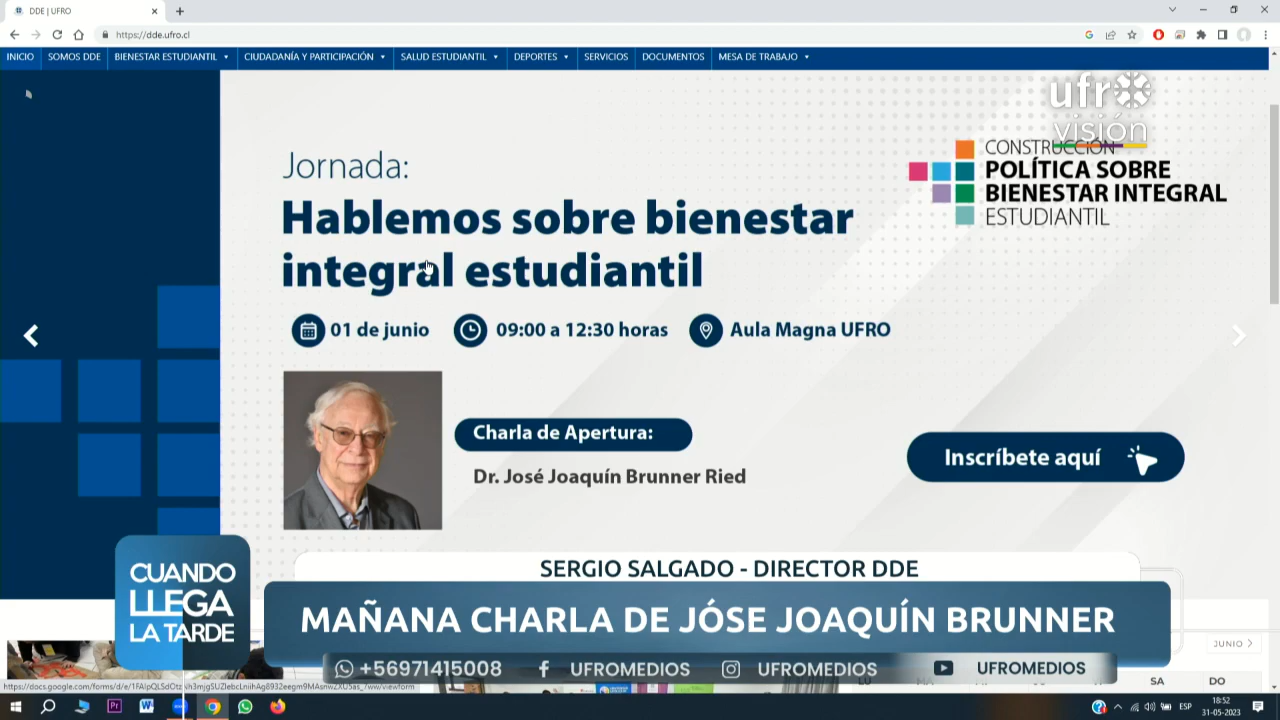 DDE | UFRO
https://dde.ufro.cl
INICIO SOMOS DDE BIENESTAR ESTUDIANTIL CIUDADANÍA Y PARTICIPACIÓN SALUD ESTUDIANTIL DEPORTES SERVICIOS DOCUMENTOS MESA DE TRABAJO
ufro
visión
CONSTRUCCIÓN
POLÍTICA SOBRE
BIENESTAR INTEGRAL
ESTUDIANTIL
Jornada:
Hablemos sobre bienestar
integral estudiantil
01 de junio 09:00 a 12:30 horas Aula Magna UFRO
Charla de Apertura:
Dr. José Joaquín Brunner Ried
Inscríbete aquí
CUANDO
LLEGA
LA TARDE
SERGIO SALGADO - DIRECTOR DDE
MAÑANA CHARLA DE JÓSE JOAQUÍN BRUNNER
+56971415008 UFROMEDIOS UFROMEDIOS UFROMEDIOS
JUNIO
SA DO
ESP
18:52
31-05-2023